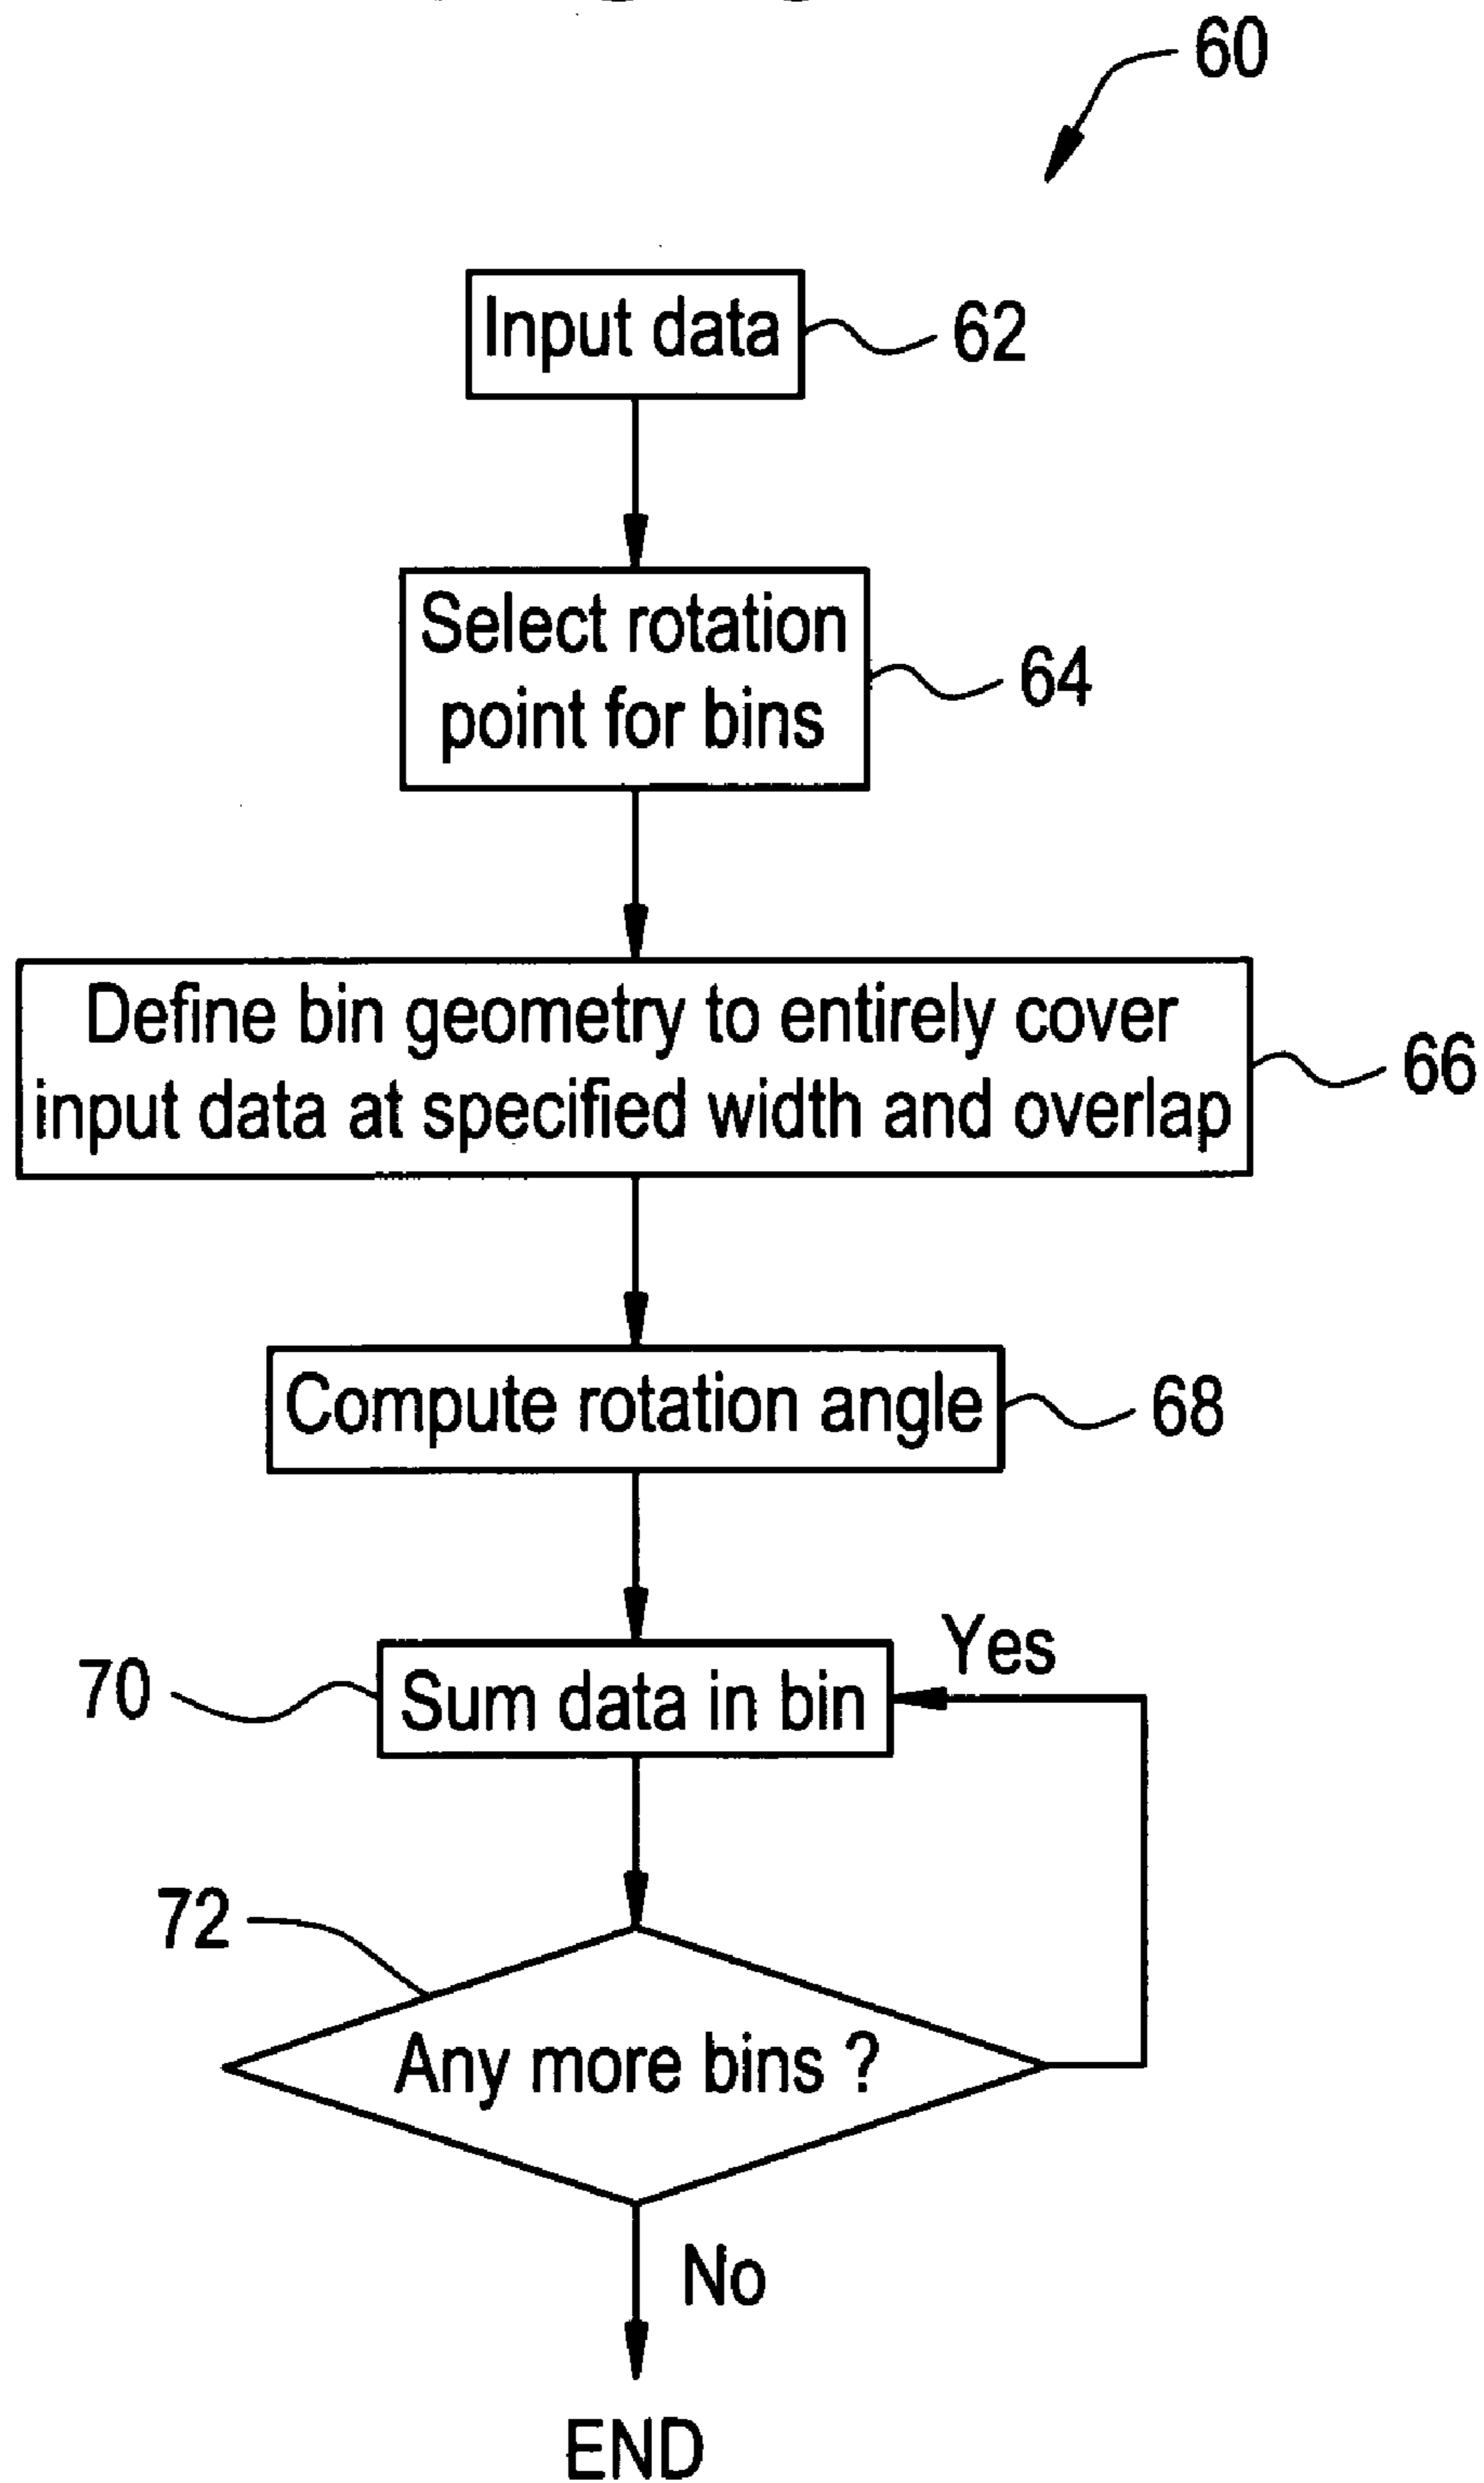 60
Input data
62
Select rotation
point for bins
64
Define bin geometry to entirely cover
input data at specified width and overlap
66
Compute rotation angle
68
Yes
70
Sum data in bin
72
Any more bins ?
No
END